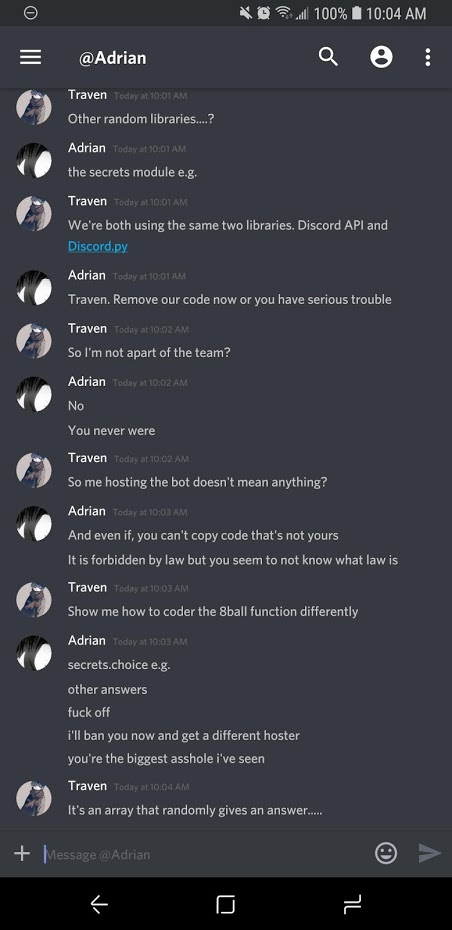 100% 10:04 AM
@Adrian
Traven Today at 10:01 AM
Other random libraries....?
Adrian Today at 10:01 AM
the secrets module e.g.
Traven Today at 10:01 AM
We're both using the same two libraries. Discord API and
Discord.py
Adrian Today at 10:01 AM
Traven. Remove our code now or you have serious trouble
Traven Today at 10:02 AM
So I'm not apart of the team?
Adrian Today at 10:02 AM
No
You never were
Traven Today at 10:02 AM
So me hosting the bot doesn't mean anything?
Adrian Today at 10:03 AM
And even if, you can't copy code that's not yours
It is forbidden by law but you seem to not know what law is
Traven Today at 10:03 AM
Show me how to coder the 8ball function differently
Adrian Today at 10:03 AM
secrets.choice e.g.
other answers
fuck off
i'll ban you now and get a different hoster
you're the biggest asshole i've seen
Traven Today at 10:04 AM
It's an array that randomly gives an answer.....
Message @Adrian